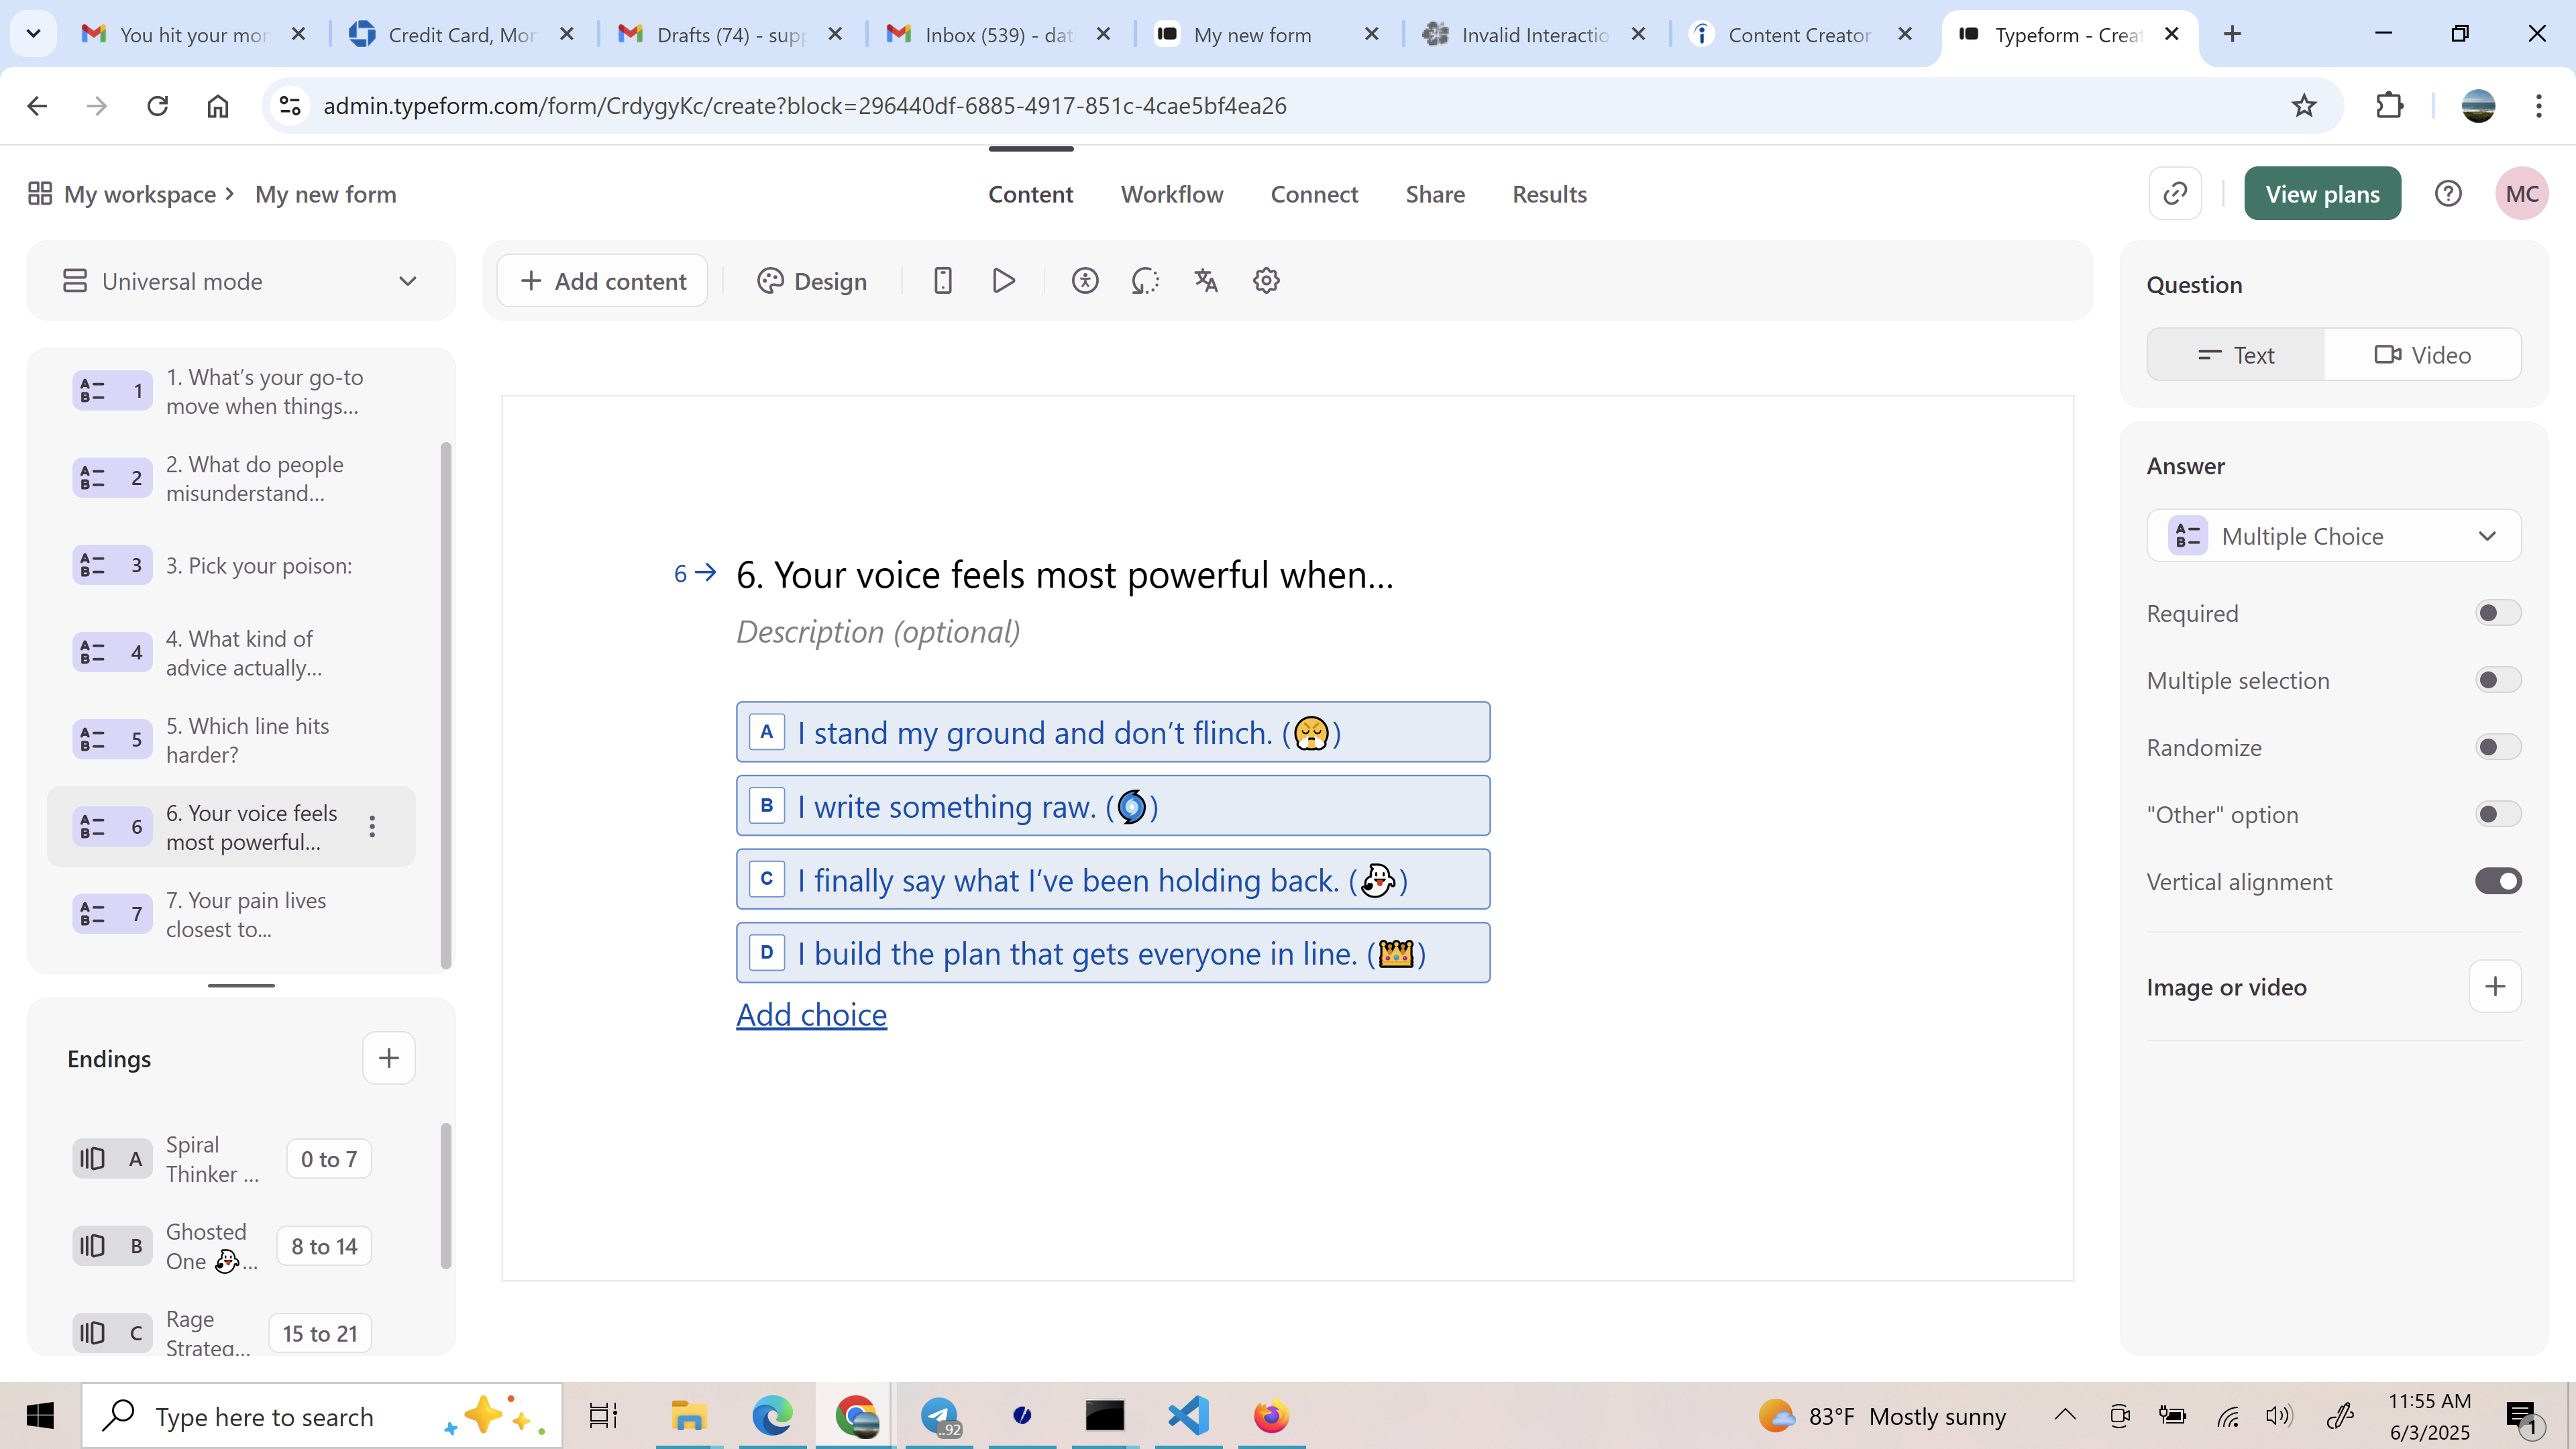 You hit your mor
Credit Card, Mor
Drafts (74) - supp
Inbox (539) - dat
My new form
Invalid Interactio
Content Creator
Typeform - Creat
admin.typeform.com/form/CrdygyKc/create?block=296440df-6885-4917-851c-4cae5bf4ea26
My workspace
My new form
Content
Workflow
Connect
Share
Results
View plans
MC
Universal mode
Add content
Design
1
1. What’s your go-to
move when things...
2
2. What do people
misunderstand...
3
3. Pick your poison:
4
4. What kind of
advice actually...
5
5. Which line hits
harder?
6
6. Your voice feels
most powerful...
7
7. Your pain lives
closest to...
Endings
A
Spiral
Thinker ...
0 to 7
B
Ghosted
One 👻...
8 to 14
C
Rage
Strateg...
15 to 21
6
6. Your voice feels most powerful when…
Description (optional)
A I stand my ground and don’t flinch. (😤)
B I write something raw. (🌀)
C I finally say what I’ve been holding back. (👻)
D I build the plan that gets everyone in line. (👑)
Add choice
Question
Text
Video
Answer
Multiple Choice
Required
Multiple selection
Randomize
"Other" option
Vertical alignment
Image or video
Type here to search
..92
83°F Mostly sunny
11:55 AM
6/3/2025
1